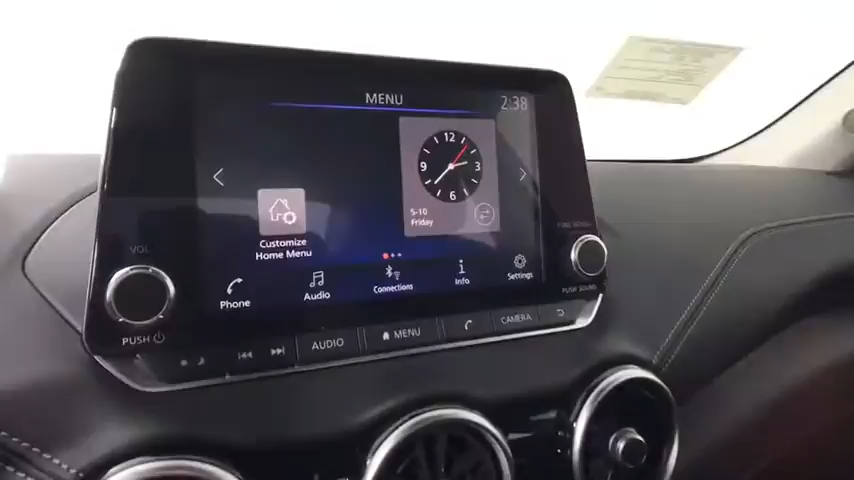 MENU
2:38
12
9
3
6
5-10
Friday
Customize
Home Menu
VOL
Phone
Audio
Connections
Info
Settings
PUSH
PUSH SOUND
AUDIO
MENU
CAMERA